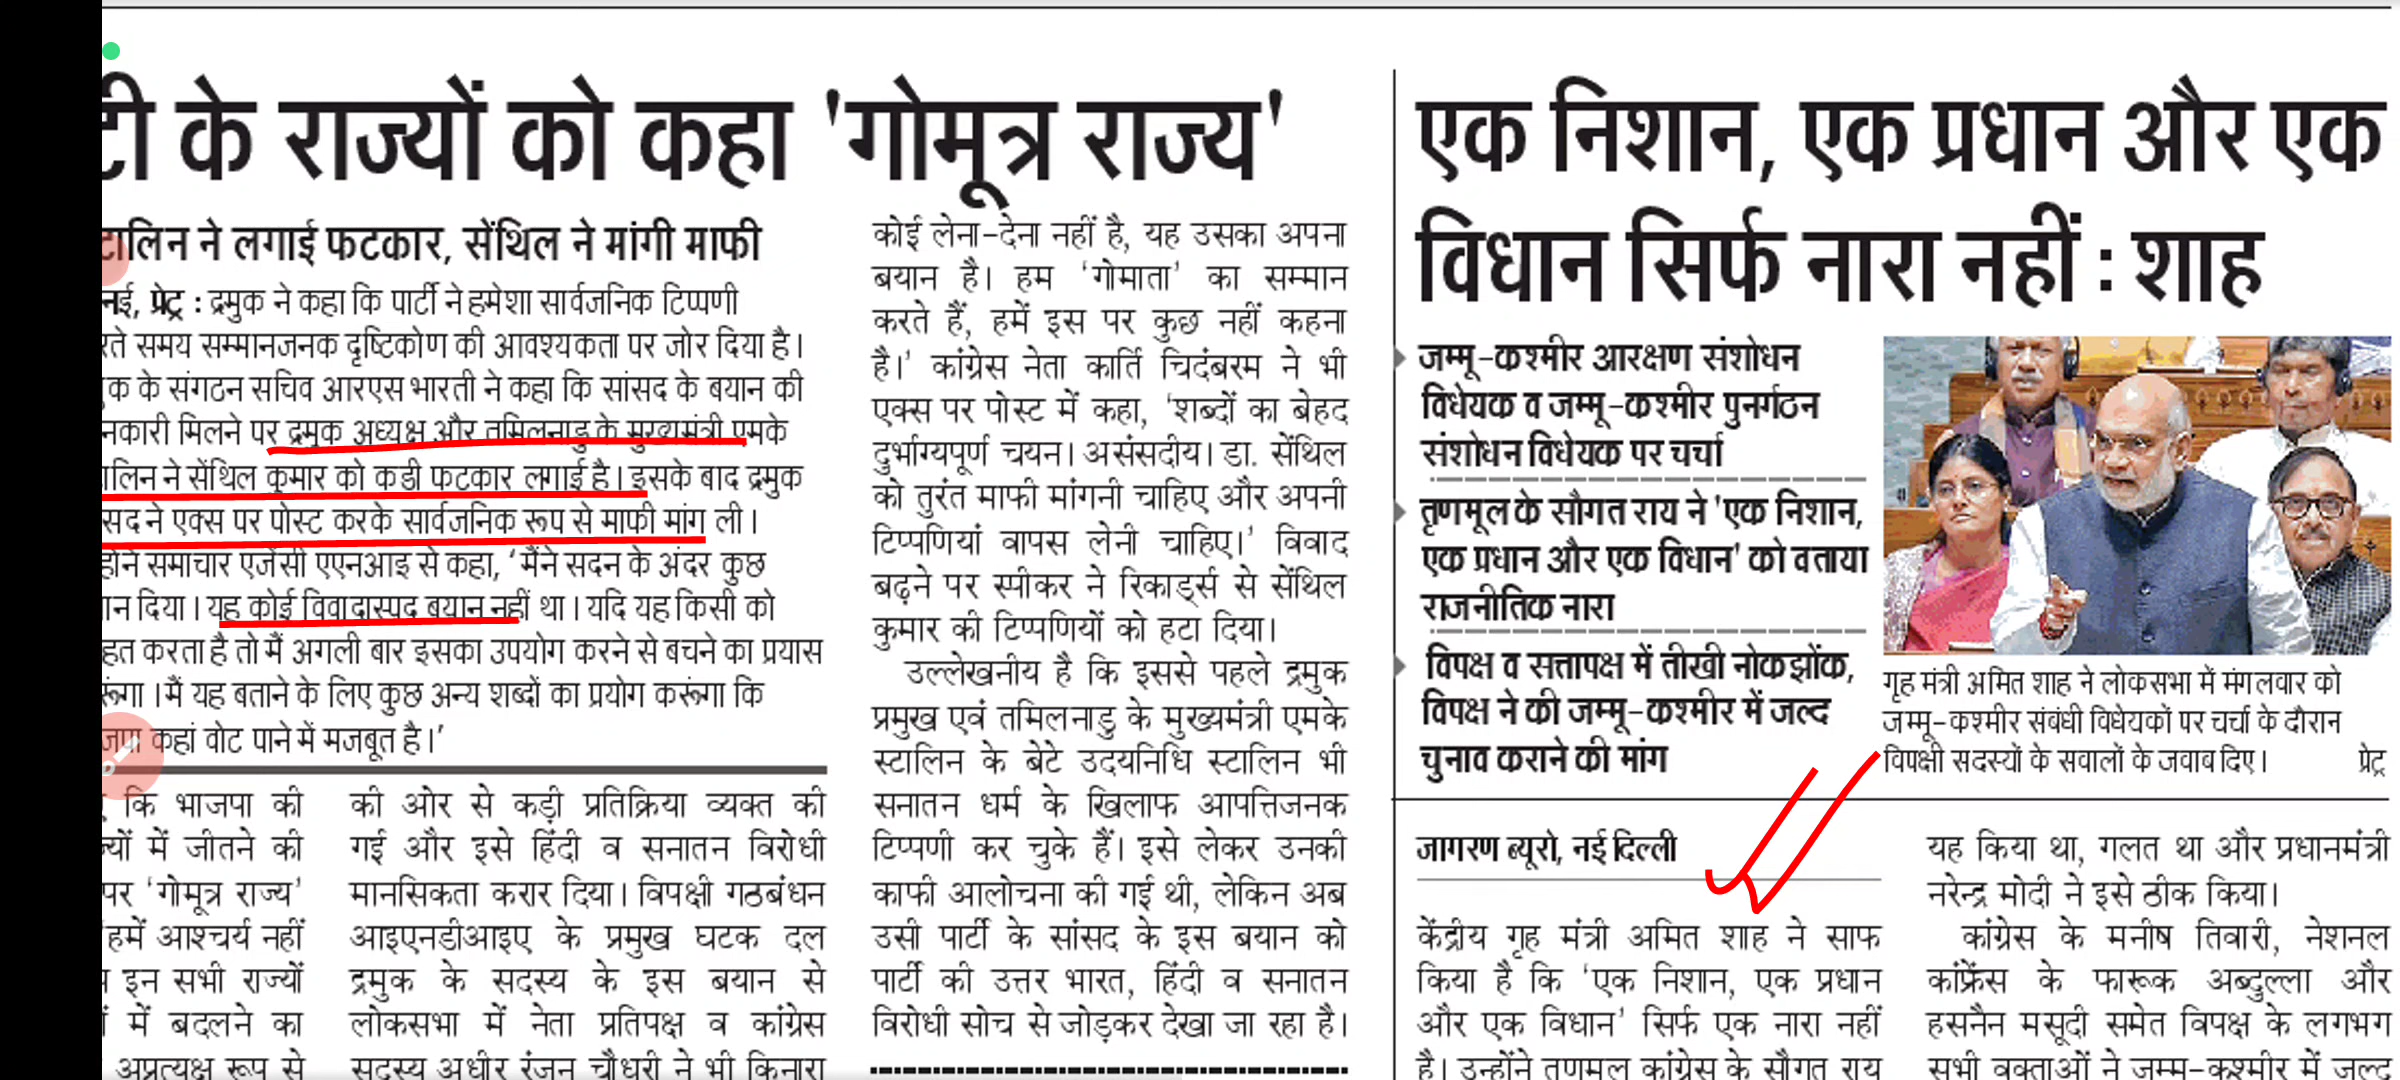 के राज्यों को कहा 'गोमूत्र राज्य'
ने लगाई फटकार, सेंथिल ने मांगी माफी
प्रेट्र : द्रमुक ने कहा कि पार्टी ने हमेशा सार्वजनिक टिप्पणी
समय सम्मानजनक दृष्टिकोण की आवश्यकता पर जोर दिया है।
के संगठन सचिव आरएस भारती ने कहा कि सांसद के बयान की
मिलने पर द्रमुक अध्यक्ष और तमिलनाडु के मुख्यमंत्री एमके
ने सेंथिल कुमार को कड़ी फटकार लगाई है। इसके बाद द्रमुक
ने एक्स पर पोस्ट करके सार्वजनिक रूप से माफी मांग ली।
समाचार एजेंसी एएनआइ से कहा, 'मैंने सदन के अंदर कुछ
दिया। यह कोई विवादास्पद बयान नहीं था। यदि यह किसी को
करता है तो मैं अगली बार इसका उपयोग करने से बचने का प्रयास
मैं यह बताने के लिए कुछ अन्य शब्दों का प्रयोग करूंगा कि
कहां वोट पाने में मजबूत है।'
कि भाजपा की
में जीतने की
'गोमूत्र राज्य'
हमें आश्चर्य नहीं
इन सभी राज्यों
में बदलने का
अप्रत्यक्ष रूप से
की ओर से कड़ी प्रतिक्रिया व्यक्त की
गई और इसे हिंदी व सनातन विरोधी
मानसिकता करार दिया। विपक्षी गठबंधन
आइएनडीआइए के प्रमुख घटक दल
द्रमुक के सदस्य के इस बयान से
लोकसभा में नेता प्रतिपक्ष व कांग्रेस
सदस्य अधीर रंजन चौधरी ने भी किनारा
कोई लेना-देना नहीं है, यह उसका अपना
बयान है। हम 'गोमाता' का सम्मान
करते हैं, हमें इस पर कुछ नहीं कहना
है।' कांग्रेस नेता कार्ति चिदंबरम ने भी
एक्स पर पोस्ट में कहा, 'शब्दों का बेहद
दुर्भाग्यपूर्ण चयन। असंसदीय। डा. सेंथिल
को तुरंत माफी मांगनी चाहिए और अपनी
टिप्पणियां वापस लेनी चाहिए।' विवाद
बढ़ने पर स्पीकर ने रिकार्ड्स से सेंथिल
कुमार की टिप्पणियों को हटा दिया।
उल्लेखनीय है कि इससे पहले द्रमुक
प्रमुख एवं तमिलनाडु के मुख्यमंत्री एमके
स्टालिन के बेटे उदयनिधि स्टालिन भी
सनातन धर्म के खिलाफ आपत्तिजनक
टिप्पणी कर चुके हैं। इसे लेकर उनकी
काफी आलोचना की गई थी, लेकिन अब
उसी पार्टी के सांसद के इस बयान को
पार्टी की उत्तर भारत, हिंदी व सनातन
विरोधी सोच से जोड़कर देखा जा रहा है।
एक निशान, एक प्रधान और एक
विधान सिर्फ नारा नहीं : शाह
जम्मू-कश्मीर आरक्षण संशोधन
विधेयक व जम्मू-कश्मीर पुनर्गठन
संशोधन विधेयक पर चर्चा
तृणमूल के सौगत राय ने 'एक निशान,
एक प्रधान और एक विधान' को बताया
राजनीतिक नारा
विपक्ष व सत्तापक्ष में तीखी नोकझोंक,
विपक्ष ने की जम्मू-कश्मीर में जल्द
चुनाव कराने की मांग
गृह मंत्री अमित शाह ने लोकसभा में मंगलवार को
जम्मू-कश्मीर संबंधी विधेयकों पर चर्चा के दौरान
विपक्षी सदस्यों के सवालों के जवाब दिए। प्रेट्र
जागरण ब्यूरो, नई दिल्ली
केंद्रीय गृह मंत्री अमित शाह ने साफ
किया है कि 'एक निशान, एक प्रधान
और एक विधान' सिर्फ एक नारा नहीं
है। उन्होंने तृणमूल कांग्रेस के सौगत राय
यह किया था, गलत था और प्रधानमंत्री
नरेन्द्र मोदी ने इसे ठीक किया।
कांग्रेस के मनीष तिवारी, नेशनल
कांफ्रेंस के फारूक अब्दुल्ला और
हसनैन मसूदी समेत विपक्ष के लगभग
सभी वक्ताओं ने जम्मू-कश्मीर में जल्द